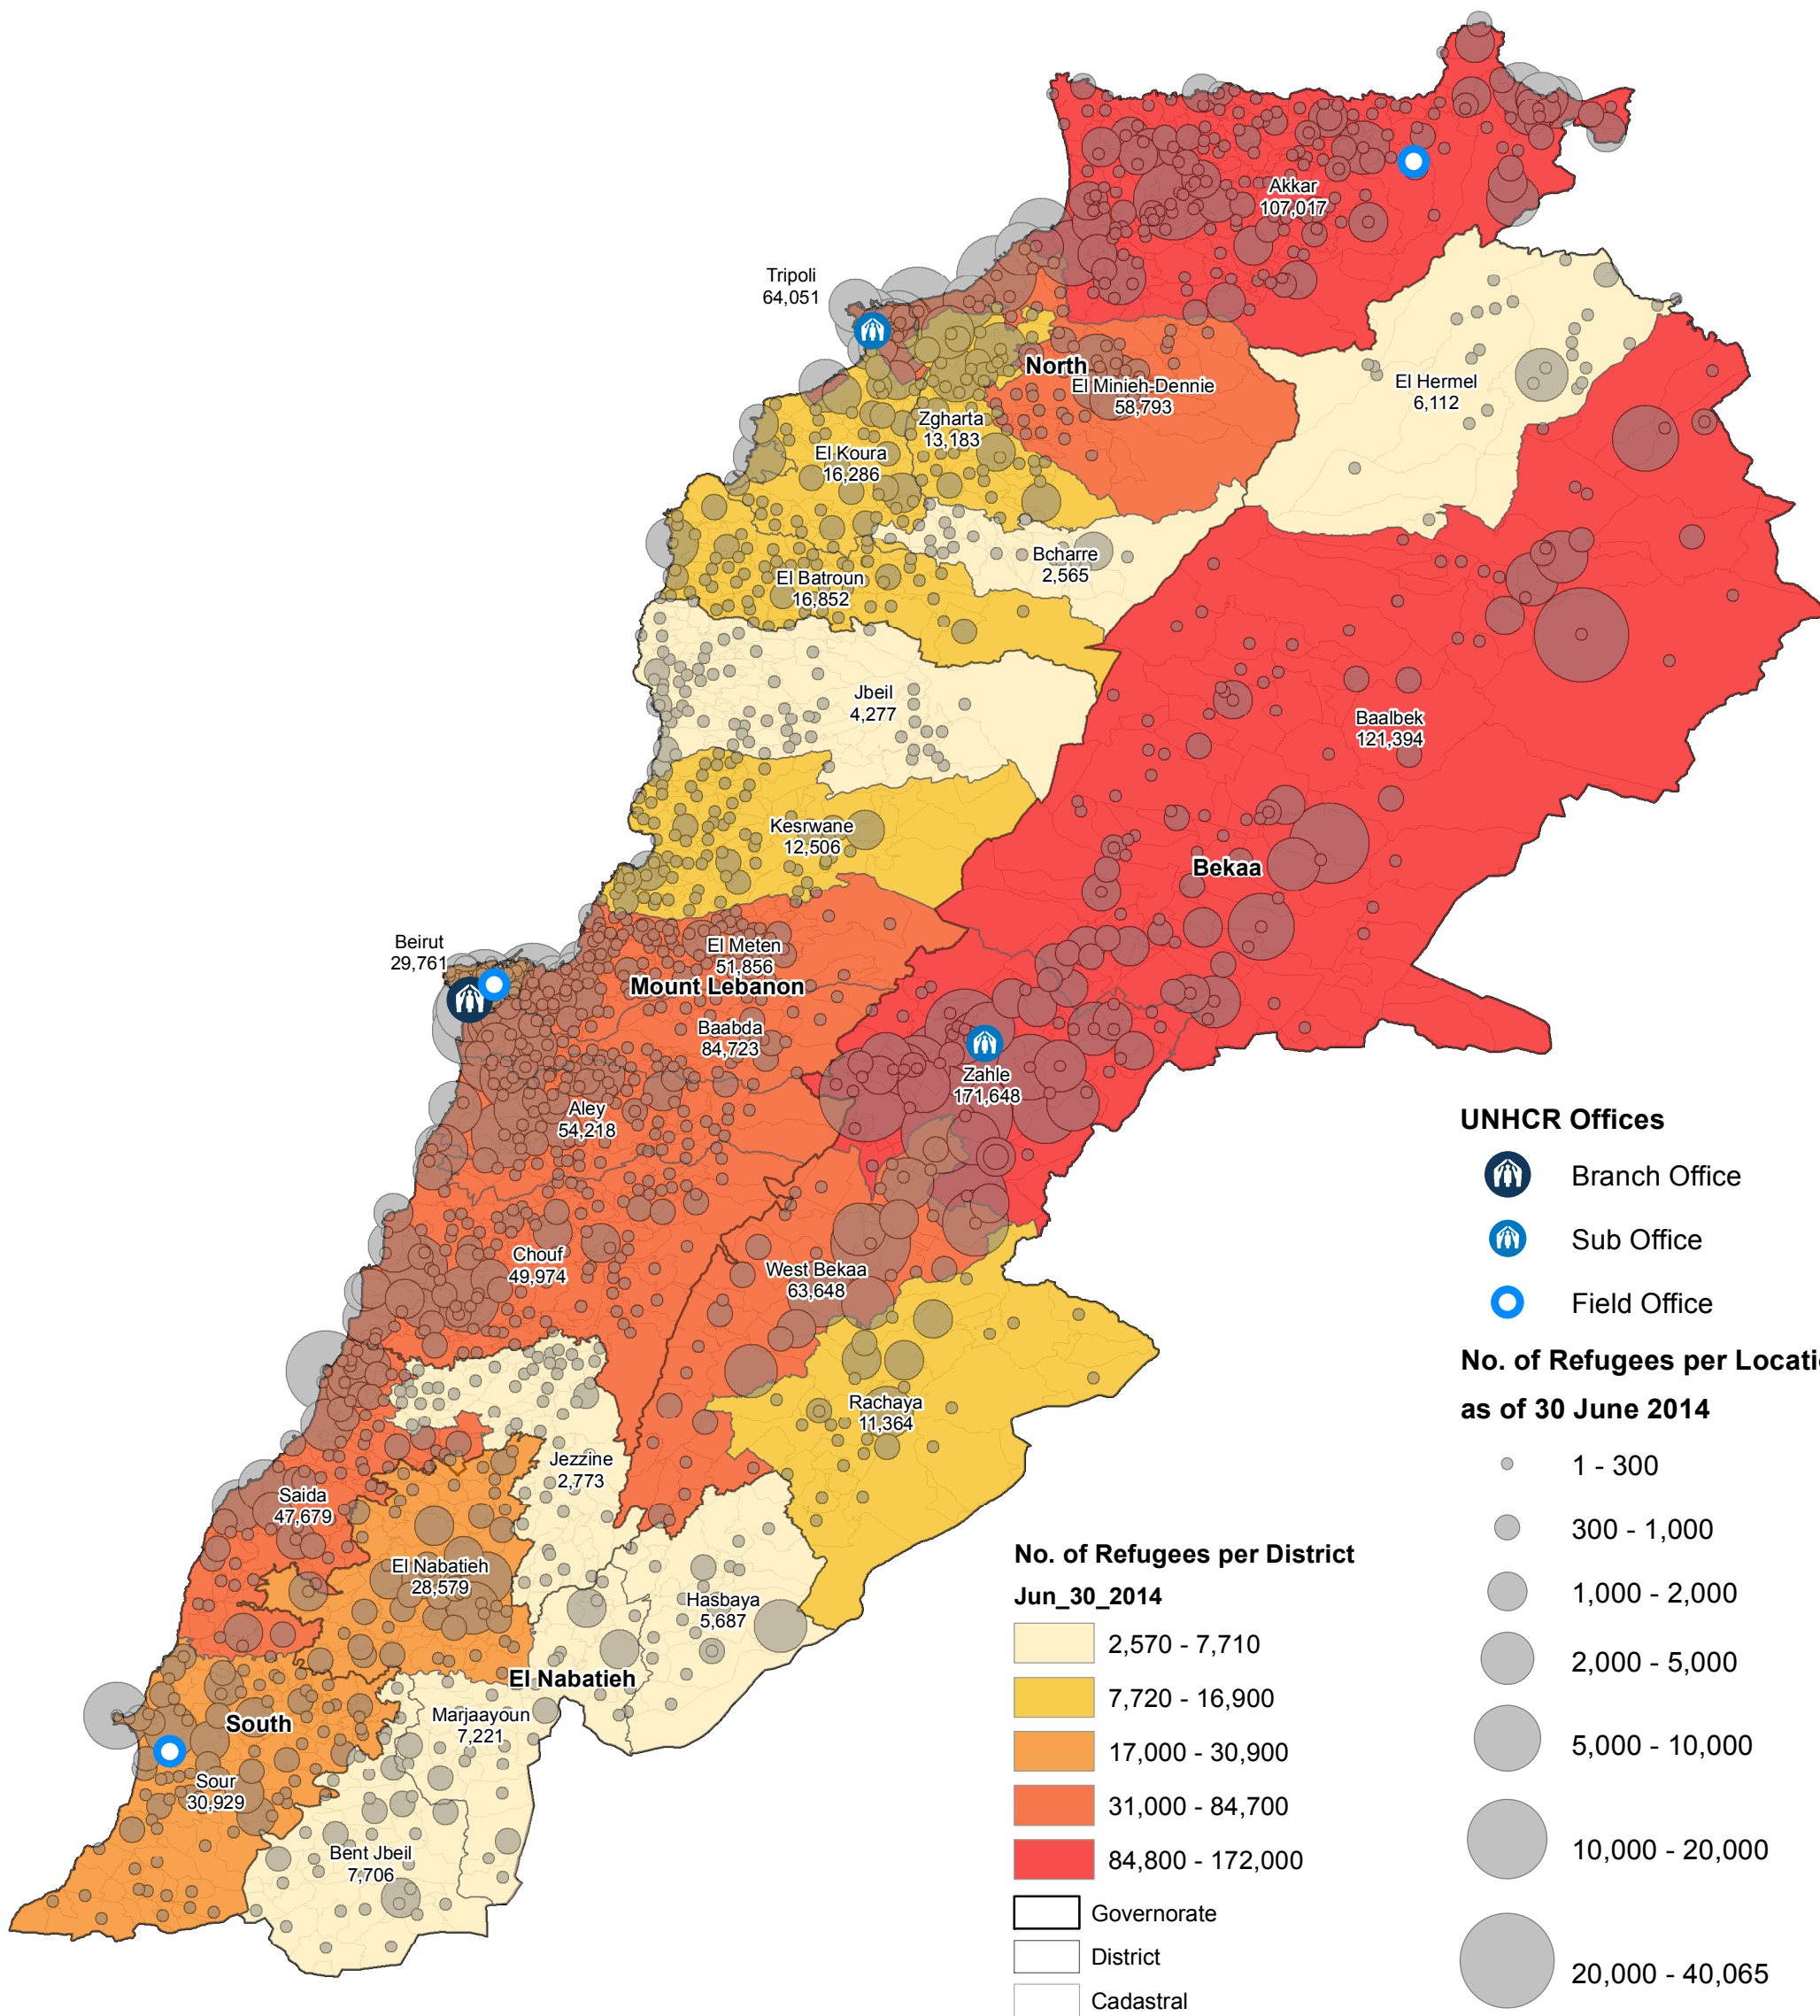 Akkar
107,017
Tripoli
64,051
North
El Minieh-Dennie
58,793
El Hermel
6,112
Zgharta
13,183
El Koura
16,286
Bcharre
2,565
El Batroun
16,852
Jbeil
4,277
Baalbek
121,394
Kesrwane
12,506
Bekaa
Beirut
29,761
El Meten
51,856
Mount Lebanon
Baabda
84,723
Zahle
171,648
Aley
54,218
Chouf
49,974
West Bekaa
63,648
Rachaya
11,364
Jezzine
2,773
Saida
47,679
El Nabatieh
28,579
Hasbaya
5,687
El Nabatieh
Marjaayoun
7,221
South
Sour
30,929
Bent Jbeil
7,706
UNHCR Offices
Branch Office
Sub Office
Field Office
No. of Refugees per Locati
as of 30 June 2014
1 - 300
300 - 1,000
1,000 - 2,000
2,000 - 5,000
5,000 - 10,000
10,000 - 20,000
20,000 - 40,065
No. of Refugees per District
Jun_30_2014
2,570 - 7,710
7,720 - 16,900
17,000 - 30,900
31,000 - 84,700
84,800 - 172,000
Governorate
District
Cadastral